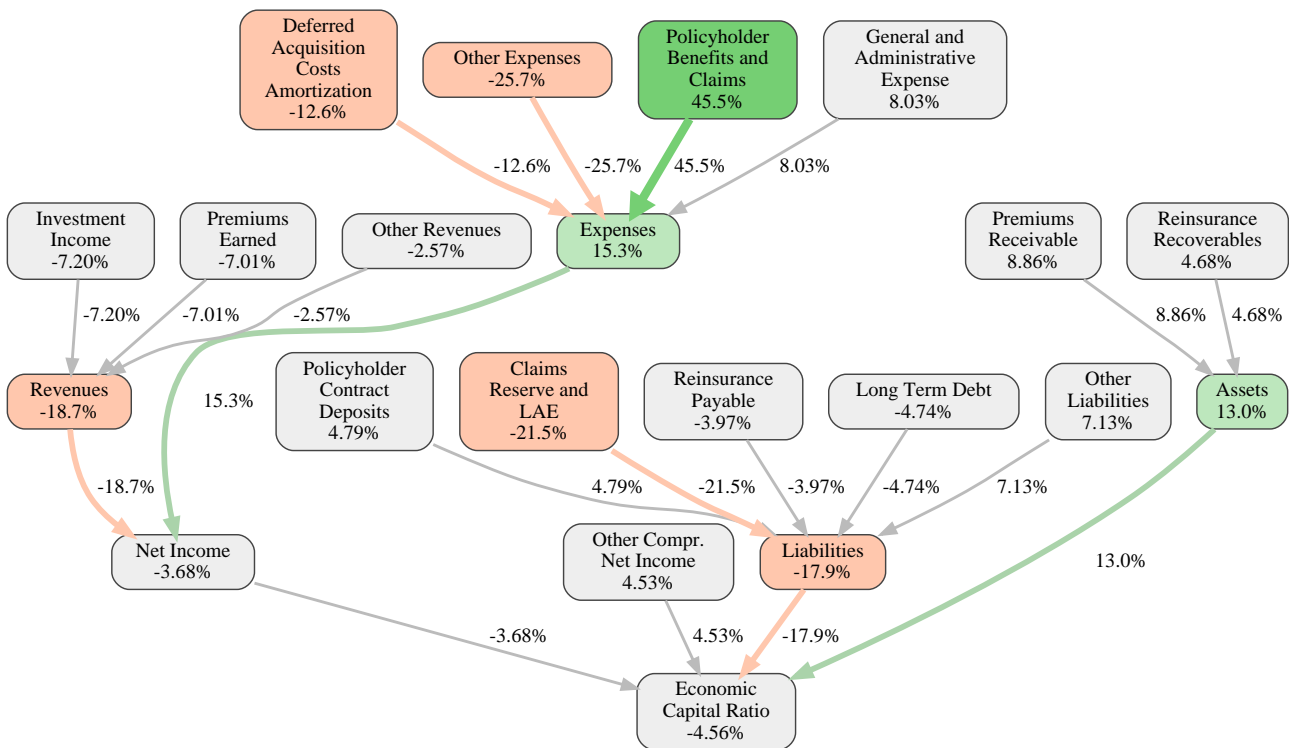 Deferred
Acquisition
Costs
Amortization
-12.6%
Other Expenses
-25.7%
Policyholder
Benefits and
Claims
45.5%
General and
Administrative
Expense
8.03%
-12.6%
-25.7%
45.5%
8.03%
Investment
Income
-7.20%
Premiums
Earned
-7.01%
Other Revenues
-2.57%
Expenses
15.3%
Premiums
Receivable
8.86%
Reinsurance
Recoverables
4.68%
-7.20%
-7.01%
-2.57%
8.86%
4.68%
Revenues
-18.7%
15.3%
Policyholder
Contract
Deposits
4.79%
Claims
Reserve and
LAE
-21.5%
Reinsurance
Payable
-3.97%
Long Term Debt
-4.74%
Other
Liabilities
7.13%
Assets
13.0%
-18.7%
4.79%
-21.5%
-3.97%
-4.74%
7.13%
Net Income
-3.68%
Other Compr.
Net Income
4.53%
Liabilities
-17.9%
13.0%
-3.68%
4.53%
-17.9%
Economic
Capital Ratio
-4.56%